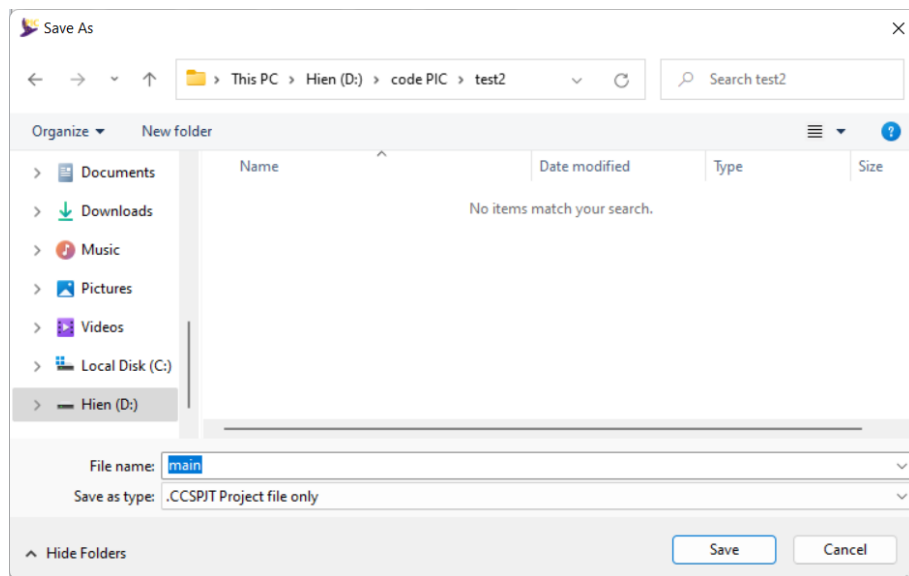 Save As
This PC > Hien (D:) > code PIC > test2
Search test2
Organize
New folder
Name
Date modified
Type
Size
No items match your search.
Documents
Downloads
Music
Pictures
Videos
Local Disk (C:)
Hien (D:)
File name: main
Save as type: .CCSPJT Project file only
Hide Folders
Save
Cancel